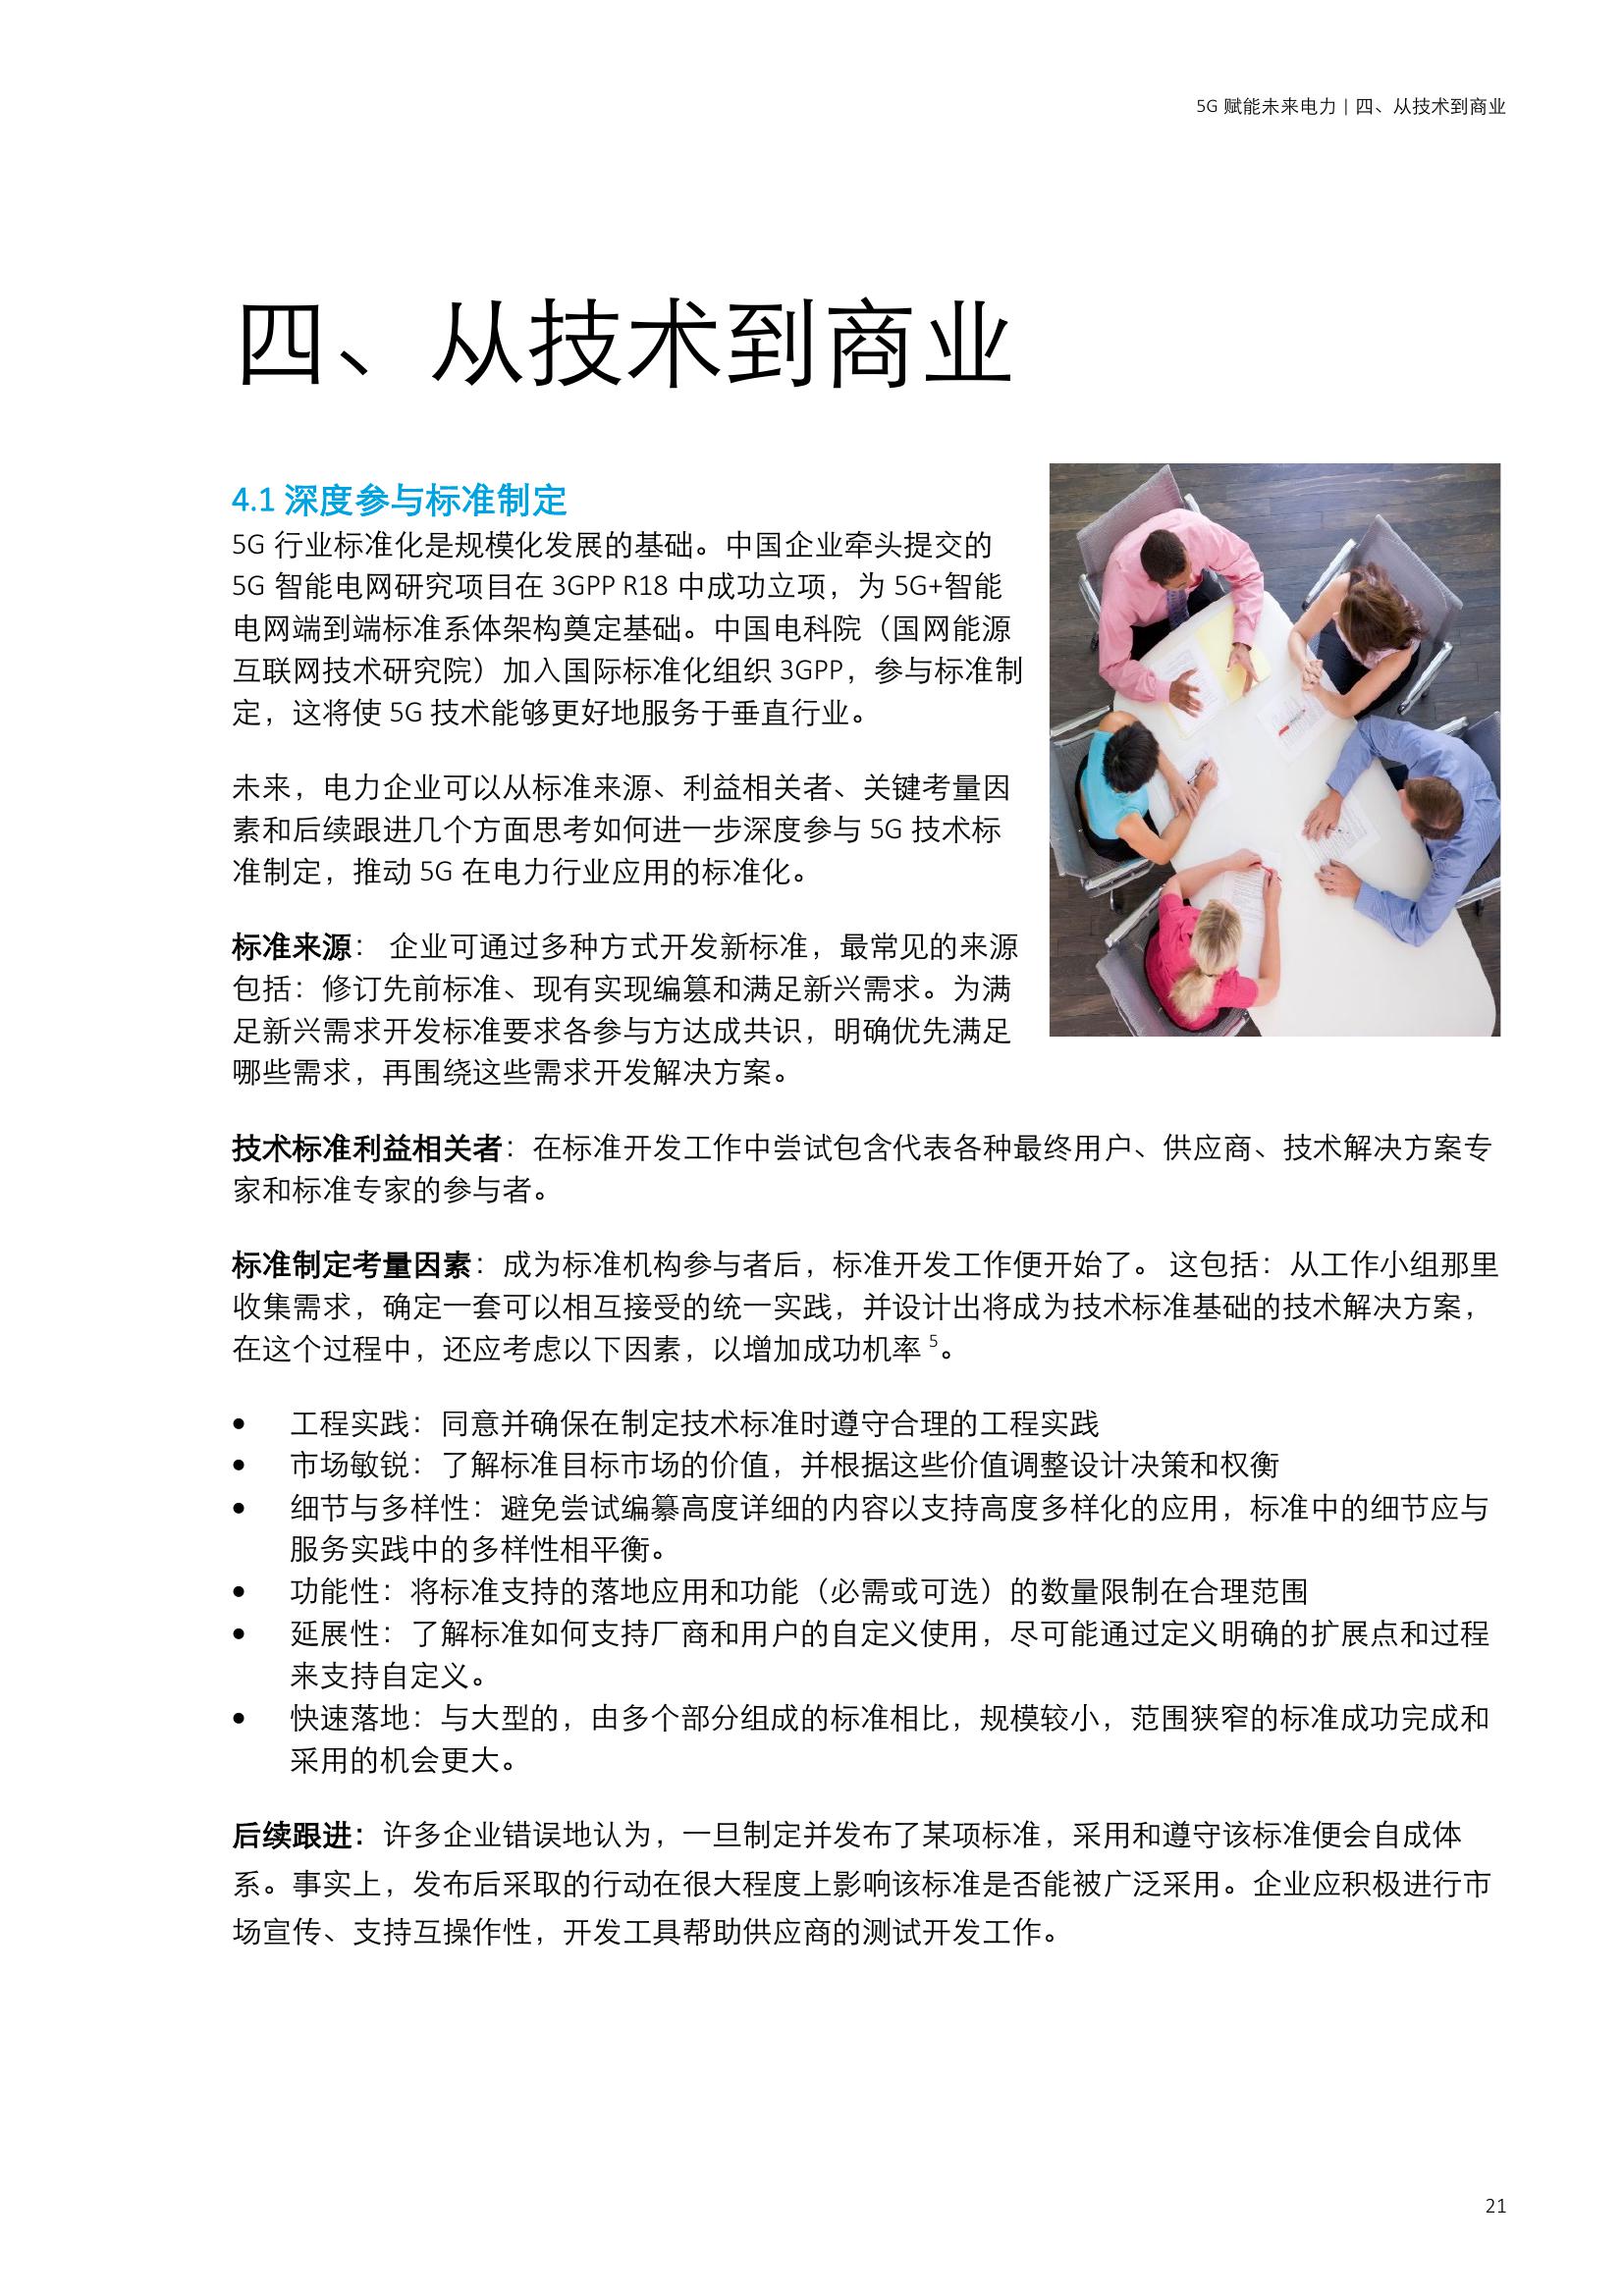 5G 赋能未来电力 | 四、从技术到商业
四、从技术到商业
4.1 深度参与标准制定
5G 行业标准化是规模化发展的基础。中国企业牵头提交的
5G 智能电网研究项目在 3GPP R18 中成功立项，为 5G+智能
电网端到端标准系体架构奠定基础。中国电科院（国网能源
互联网技术研究院）加入国际标准化组织 3GPP，参与标准制
定，这将使 5G 技术能够更好地服务于垂直行业。
未来，电力企业可以从标准来源、利益相关者、关键考量因
素和后续跟进几个方面思考如何进一步深度参与 5G 技术标
准制定，推动 5G 在电力行业应用的标准化。
标准来源： 企业可通过多种方式开发新标准，最常见的来源
包括：修订先前标准、现有实现编篡和满足新兴需求。为满
足新兴需求开发标准要求各参与方达成共识，明确优先满足
哪些需求，再围绕这些需求开发解决方案。
技术标准利益相关者：在标准开发工作中尝试包含代表各种最终用户、供应商、技术解决方案专
家和标准专家的参与者。
标准制定考量因素：成为标准机构参与者后，标准开发工作便开始了。 这包括：从工作小组那里
收集需求，确定一套可以相互接受的统一实践，并设计出将成为技术标准基础的技术解决方案，
在这个过程中，还应考虑以下因素，以增加成功机率 5。
• 工程实践：同意并确保在制定技术标准时遵守合理的工程实践
• 市场敏锐：了解标准目标市场的价值，并根据这些价值调整设计决策和权衡
• 细节与多样性：避免尝试编纂高度详细的内容以支持高度多样化的应用，标准中的细节应与
服务实践中的多样性相平衡。
• 功能性：将标准支持的落地应用和功能（必需或可选）的数量限制在合理范围
• 延展性：了解标准如何支持厂商和用户的自定义使用，尽可能通过定义明确的扩展点和过程
来支持自定义。
• 快速落地：与大型的，由多个部分组成的标准相比，规模较小，范围狭窄的标准成功完成和
采用的机会更大。
后续跟进：许多企业错误地认为，一旦制定并发布了某项标准，采用和遵守该标准便会自成体
系。事实上，发布后采取的行动在很大程度上影响该标准是否能被广泛采用。企业应积极进行市
场宣传、支持互操作性，开发工具帮助供应商的测试开发工作。
21